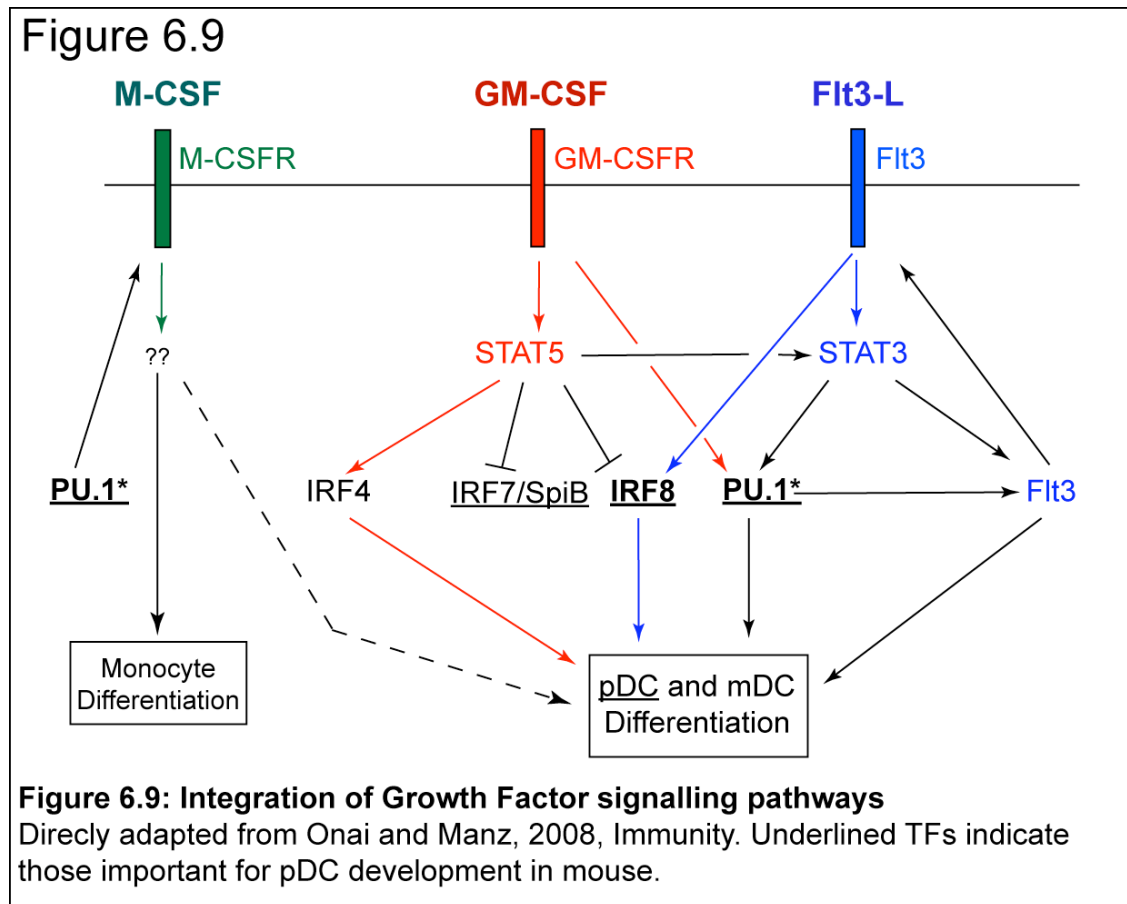 Figure 6.9
M-CSF
GM-CSF
Flt3-L
M-CSFR
GM-CSFR
Flt3
??
STAT5
STAT3
PU.1*
IRF4
IRF7/SpiB
IRF8
PU.1*
Flt3
Monocyte
Differentiation
pDC and mDC
Differentiation
Figure 6.9: Integration of Growth Factor signalling pathways
Direcly adapted from Onai and Manz, 2008, Immunity. Underlined TFs indicate
those important for pDC development in mouse.